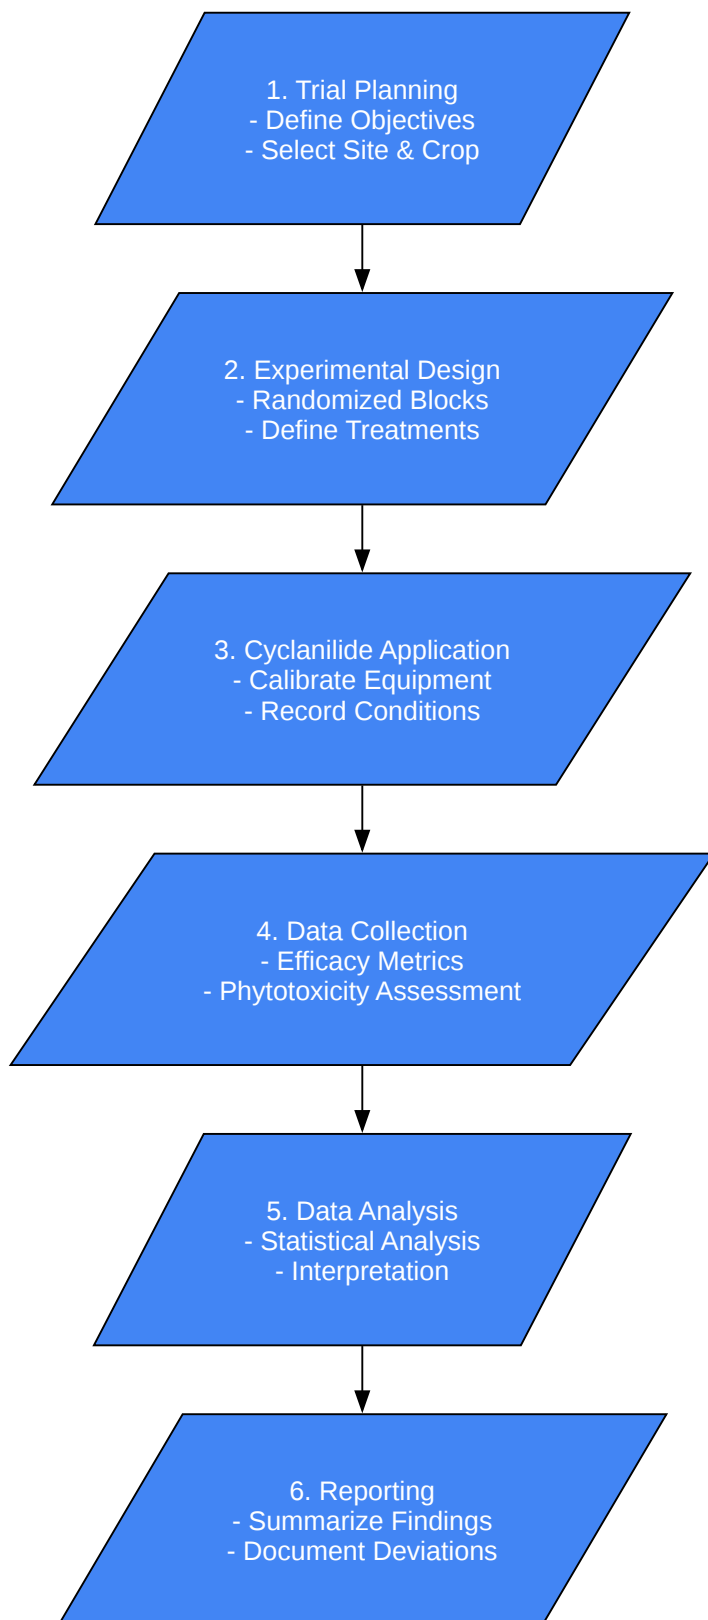 1. Trial Planning
- Define Objectives
- Select Site & Crop
2. Experimental Design
- Randomized Blocks
- Define Treatments
3. Cyclanilide Application
- Calibrate Equipment
- Record Conditions
4. Data Collection
- Efficacy Metrics
- Phytotoxicity Assessment
5. Data Analysis
- Statistical Analysis
- Interpretation
6. Reporting
- Summarize Findings
- Document Deviations